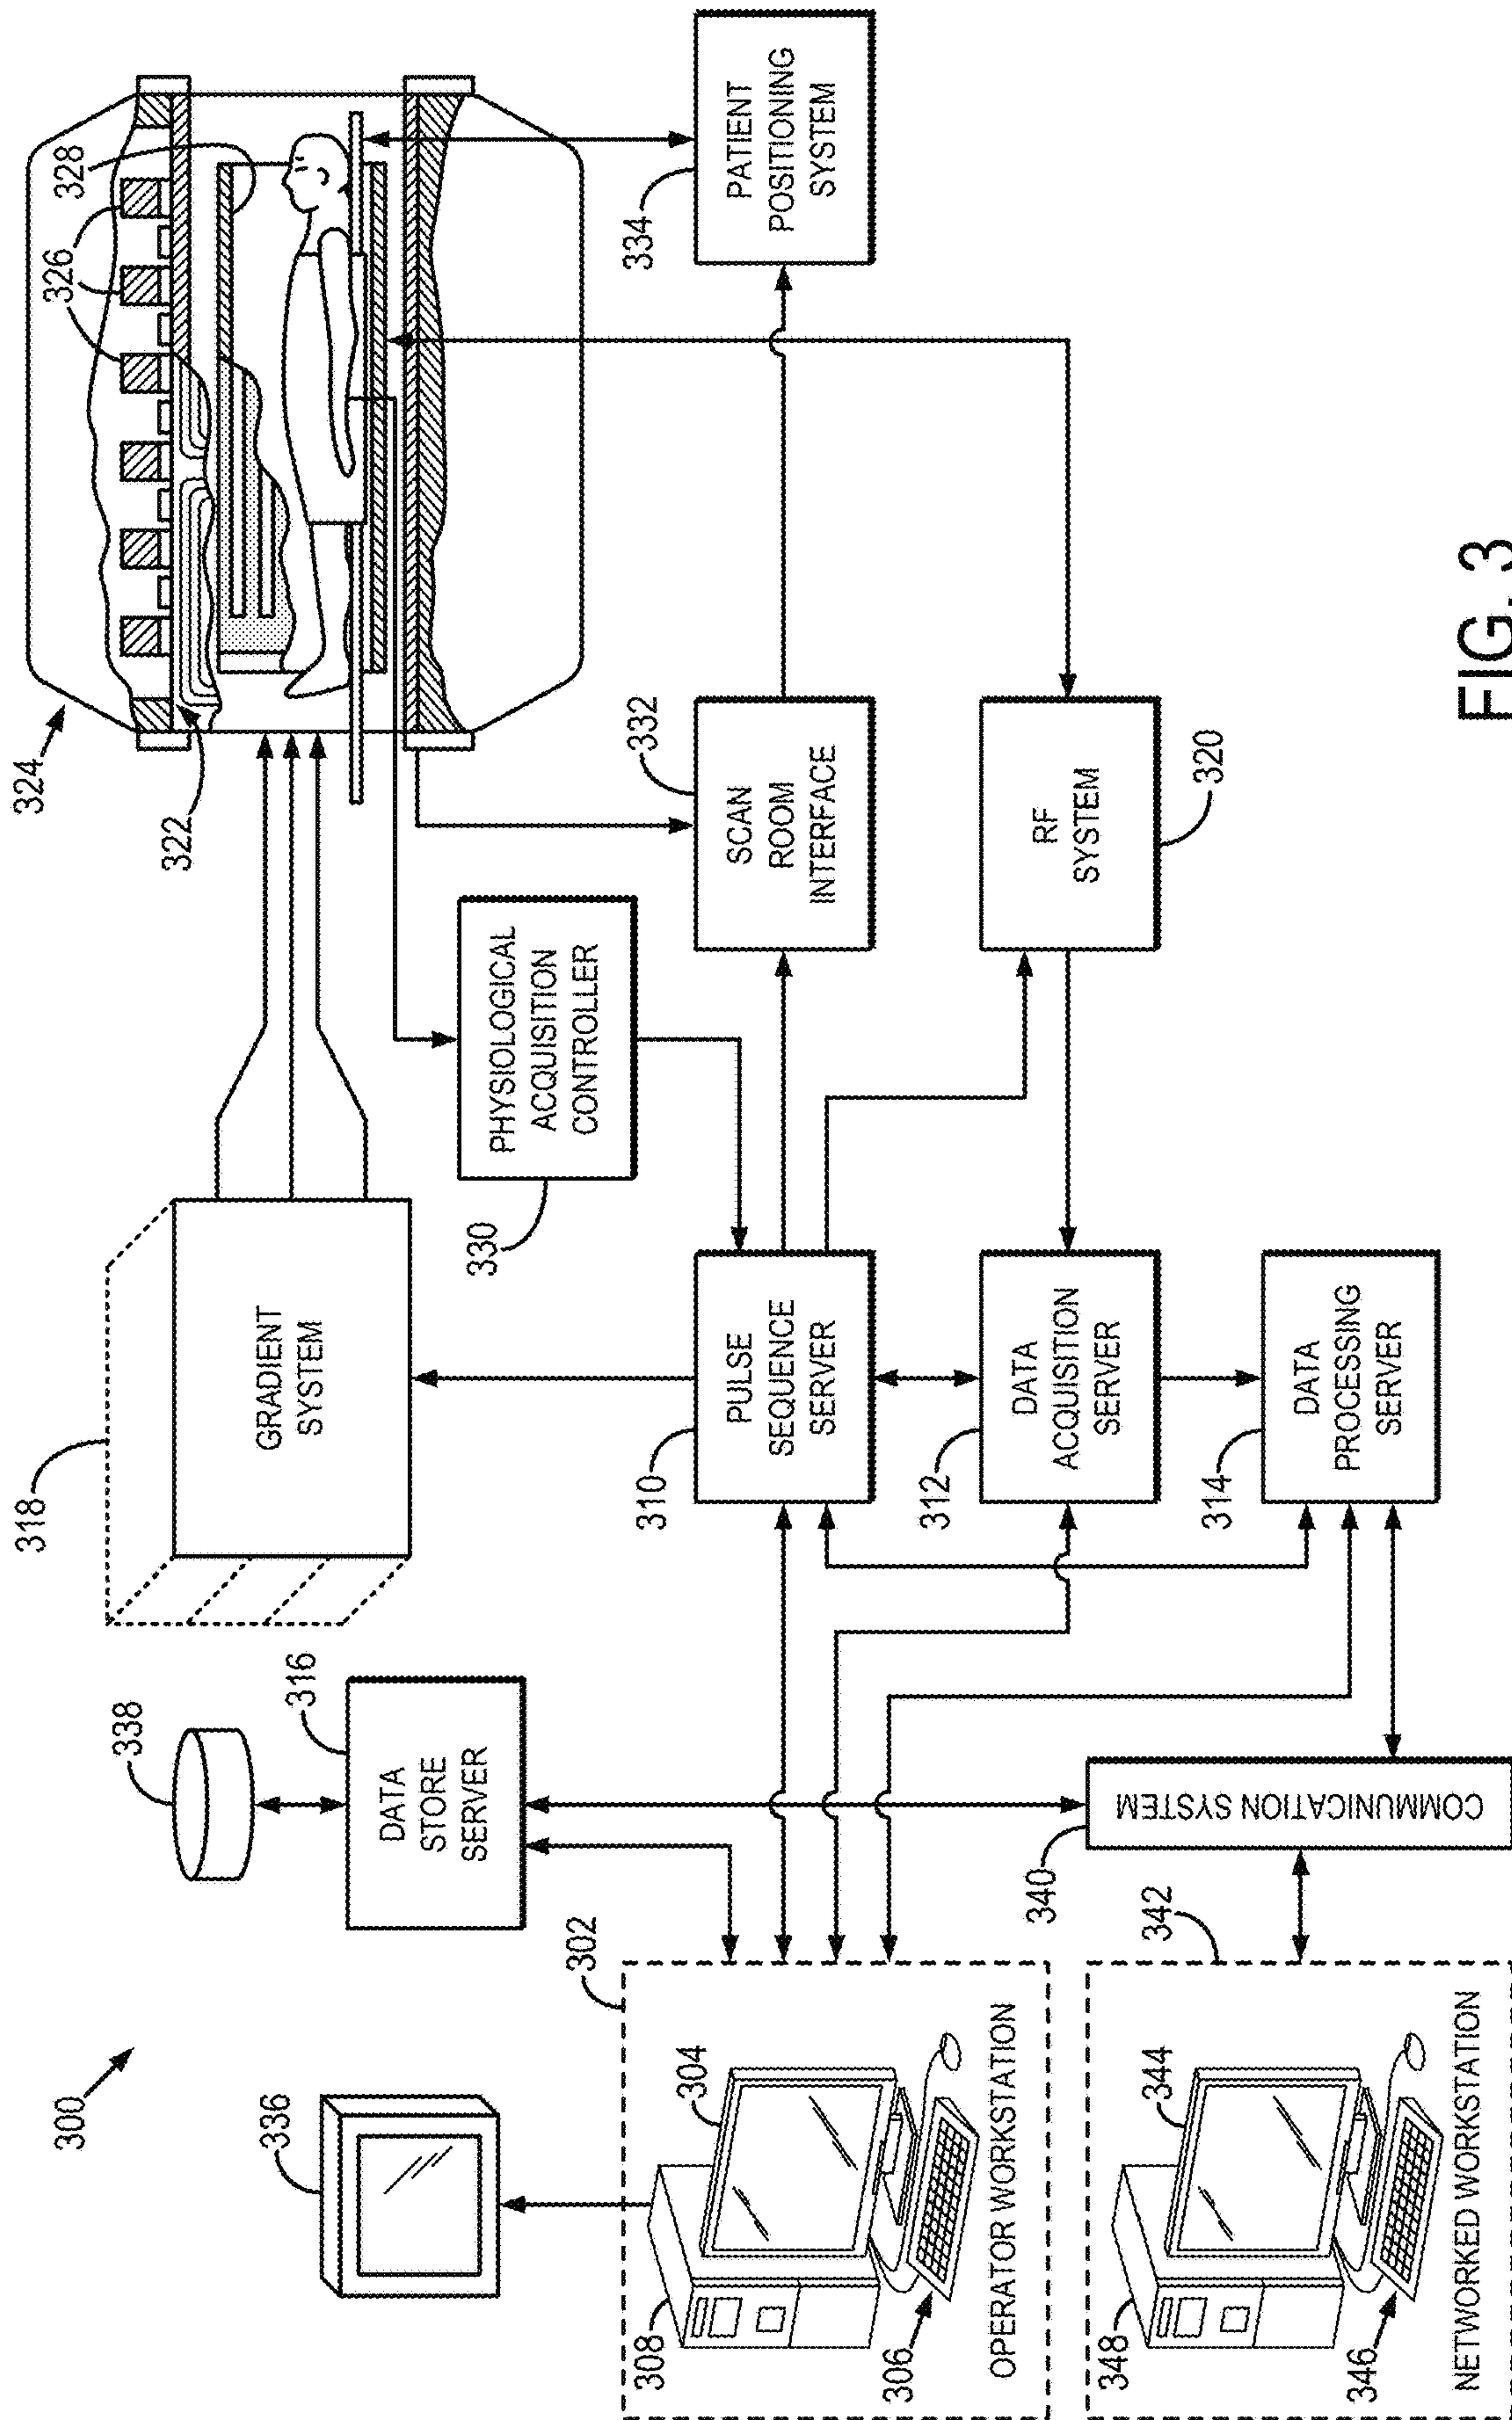 300
336
338
316
DATA
STORE
SERVER
318
GRADIENT
SYSTEM
324
322
326
328
330
PHYSIOLOGICAL
ACQUISITION
CONTROLLER
302
304
308
306
OPERATOR WORKSTATION
310
PULSE
SEQUENCE
SERVER
332
SCAN
ROOM
INTERFACE
334
PATIENT
POSITIONING
SYSTEM
312
DATA
ACQUISITION
SERVER
RF
SYSTEM
320
340
COMMUNICATION SYSTEM
314
DATA
PROCESSING
SERVER
342
344
348
346
NETWORKED WORKSTATION
FIG. 3